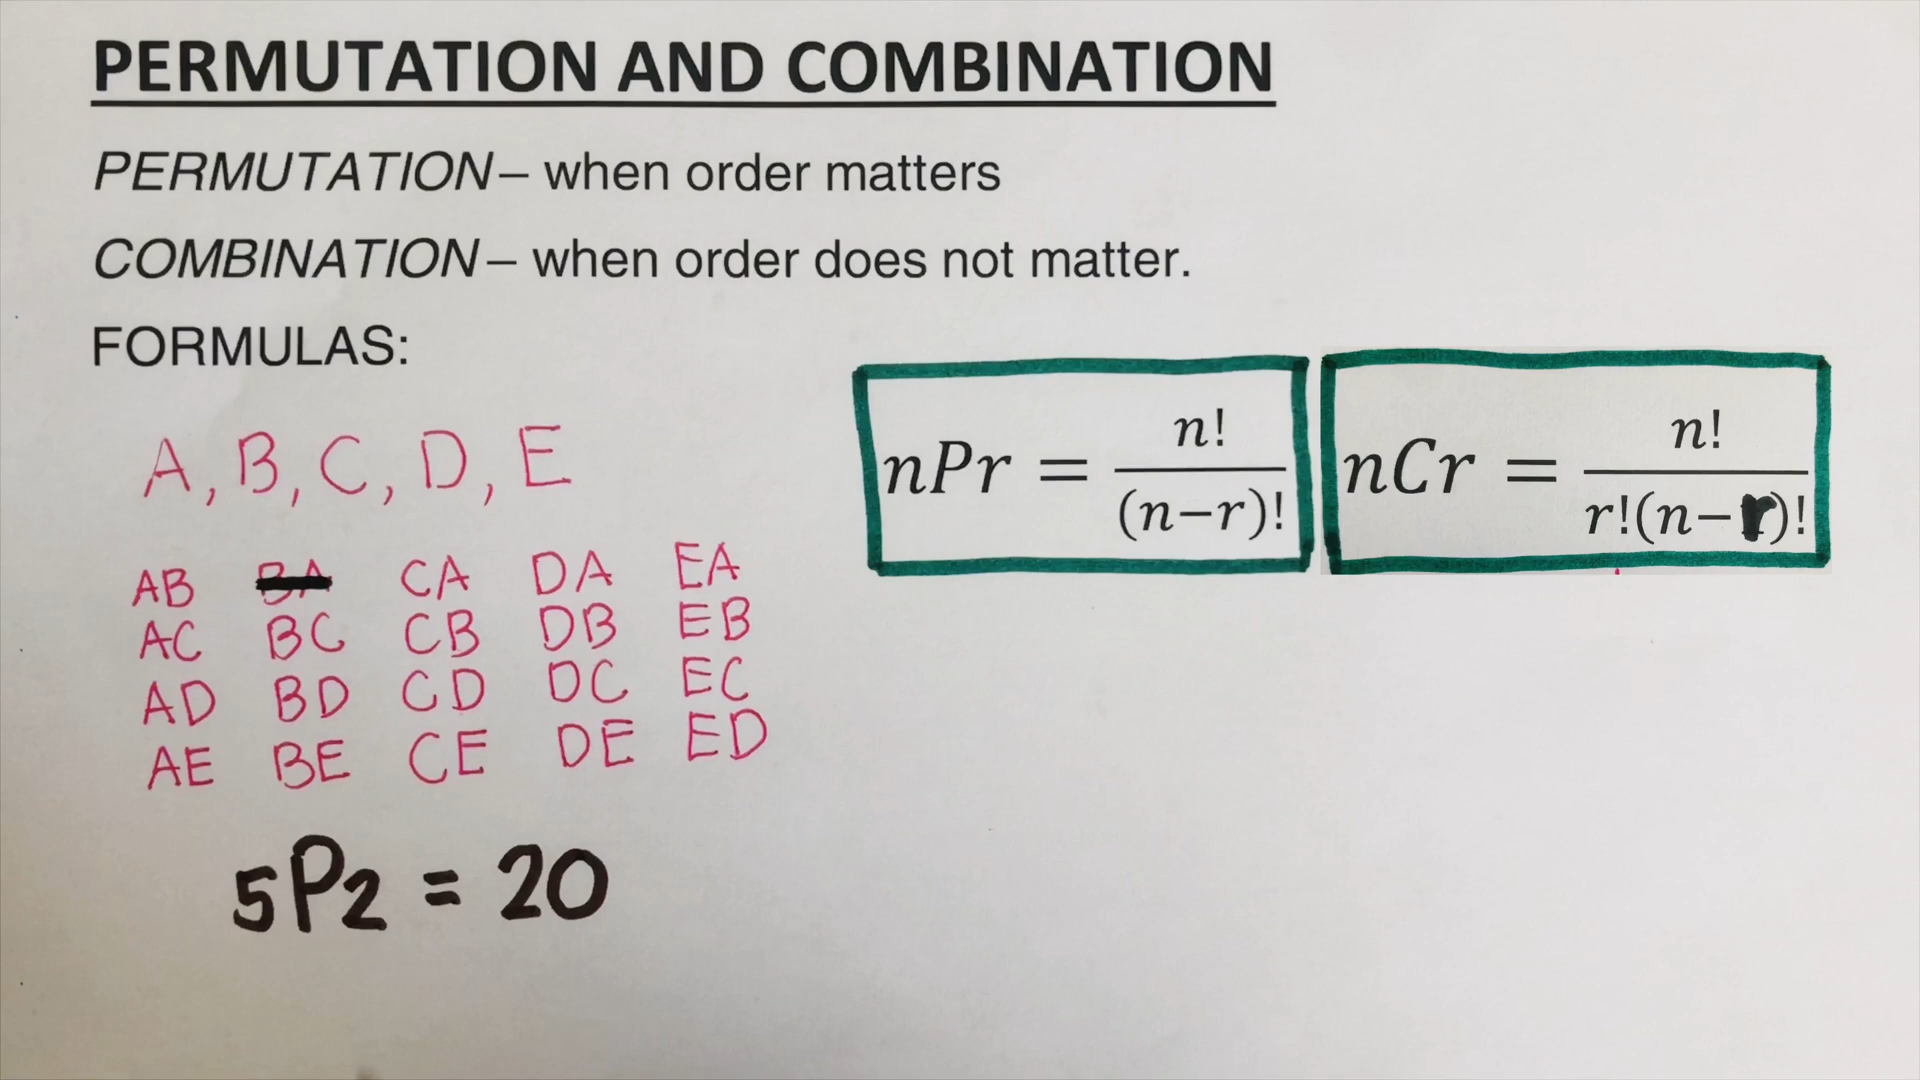 PERMUTATION AND COMBINATION
PERMUTATION – when order matters
COMBINATION – when order does not matter.
FORMULAS:
A, B, C, D, E
nPr = n! / (n−r)!
nCr = n! / r!(n−r)!
AB BA CA DA EA
AC BC CB DB EB
AD BD CD DC EC
AE BE CE DE ED
5P2 = 20